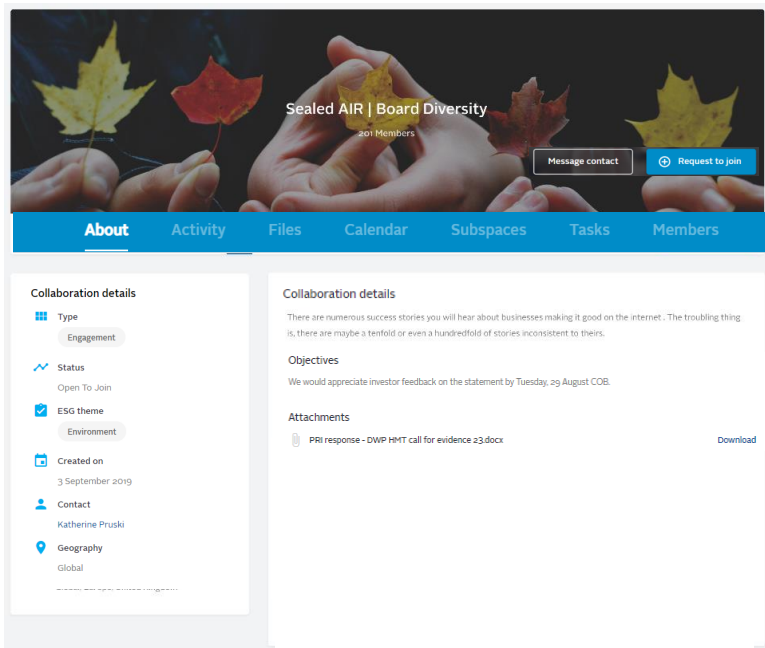 Sealed AIR | Board Diversity
201 Members
Message contact
Request to join
About Activity Files Calendar Subspaces Tasks Members
Collaboration details
Type
Engagement
Status
Open To Join
ESG theme
Environment
Created on
3 September 2019
Contact
Katherine Pruski
Geography
Global
Collaboration details
There are numerous success stories you will hear about businesses making it good on the internet . The troubling thing
is, there are maybe a tenfold or even a hundredfold of stories inconsistent to theirs.
Objectives
We would appreciate investor feedback on the statement by Tuesday, 29 August COB.
Attachments
PRI response - DWP HMT call for evidence 23.docx
Download